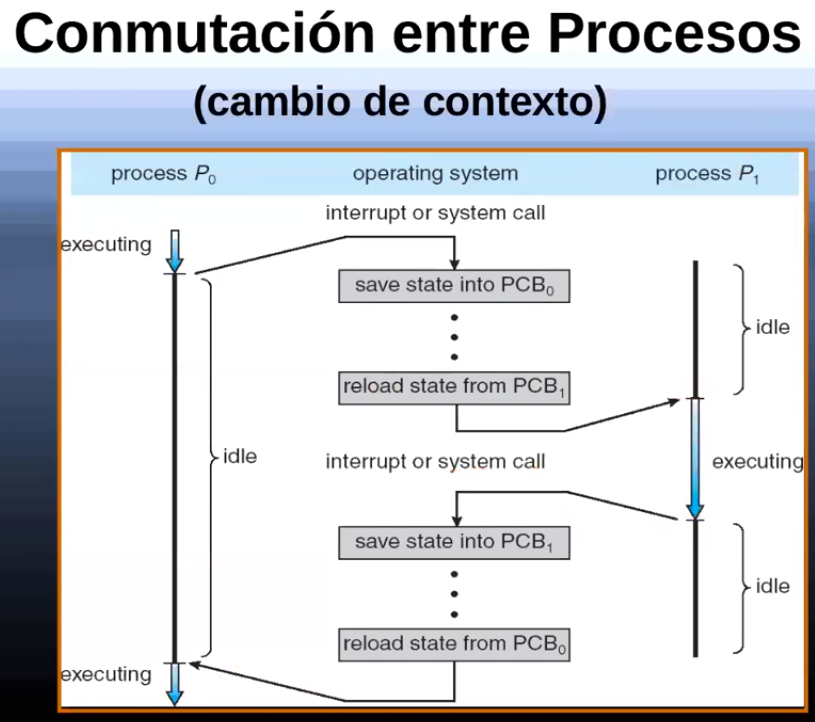 Conmutación entre Procesos
(cambio de contexto)
process P0
operating system
process P1
interrupt or system call
executing
save state into PCB0
idle
reload state from PCB1
idle
interrupt or system call
executing
save state into PCB1
idle
reload state from PCB0
executing